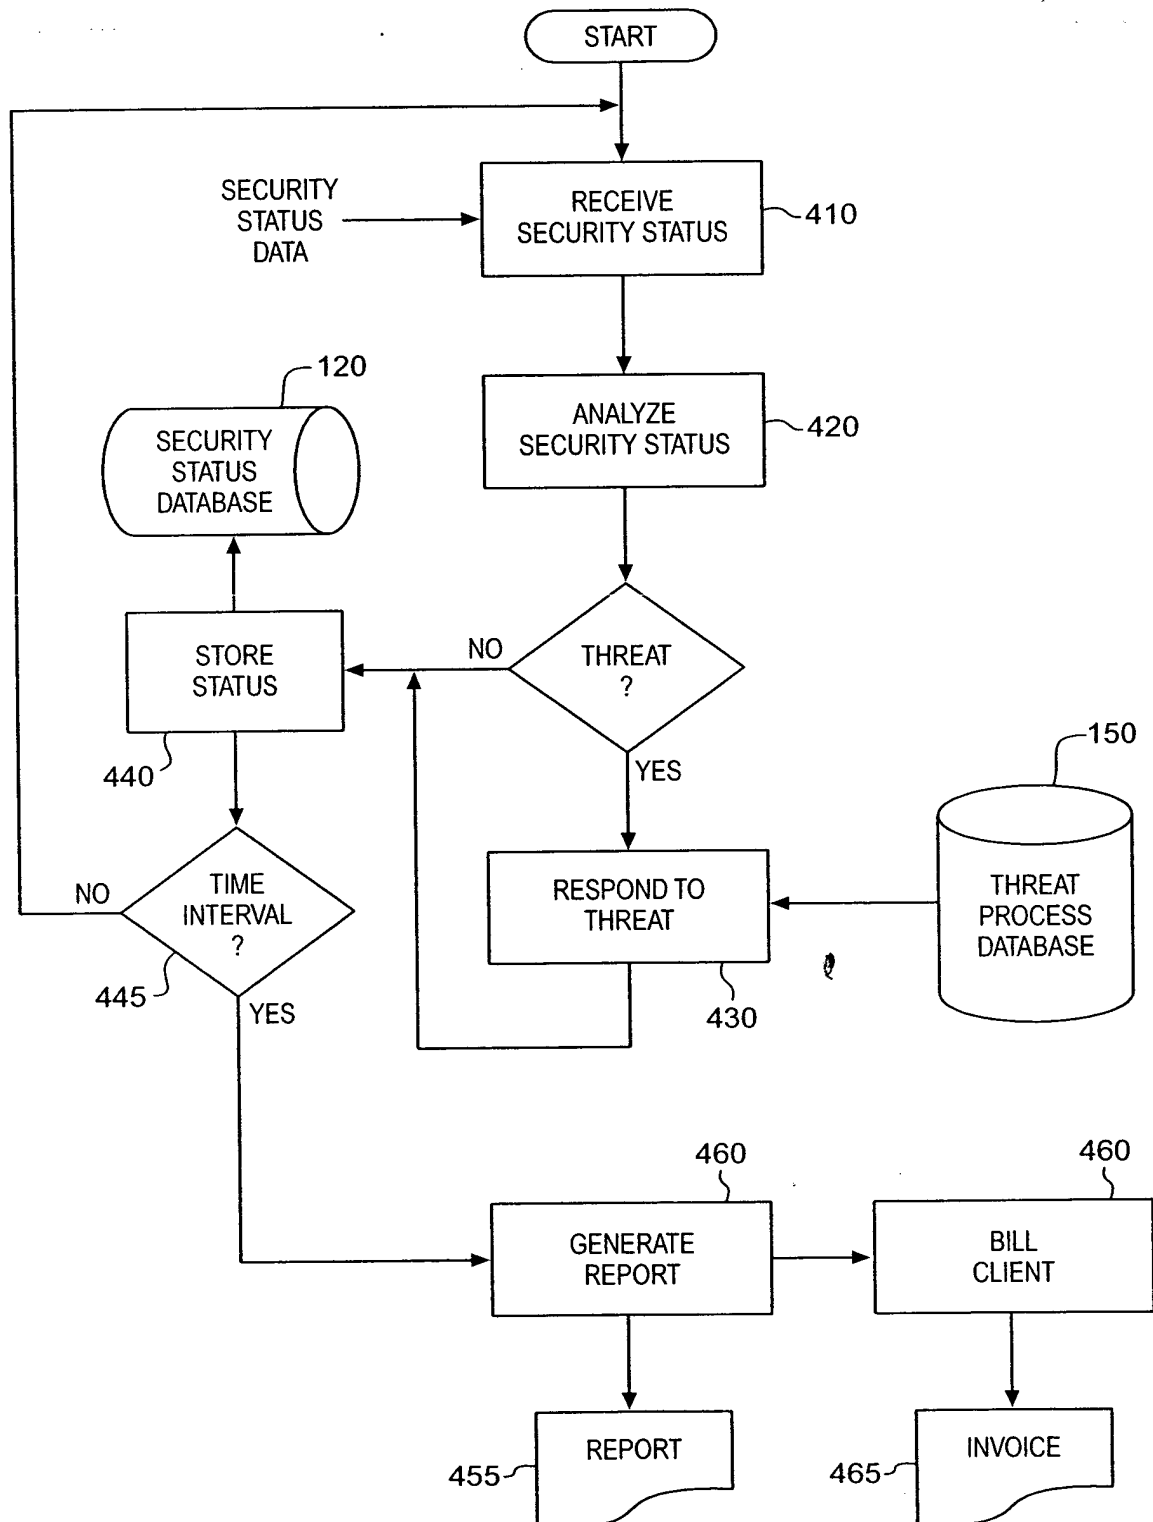 START
SECURITY
STATUS
DATA
RECEIVE
SECURITY STATUS
410
120
SECURITY
STATUS
DATABASE
ANALYZE
SECURITY STATUS
420
STORE
STATUS
440
NO
THREAT
?
YES
150
THREAT
PROCESS
DATABASE
RESPOND TO
THREAT
430
NO
TIME
INTERVAL
?
445
YES
460
GENERATE
REPORT
460
BILL
CLIENT
REPORT
455
INVOICE
465